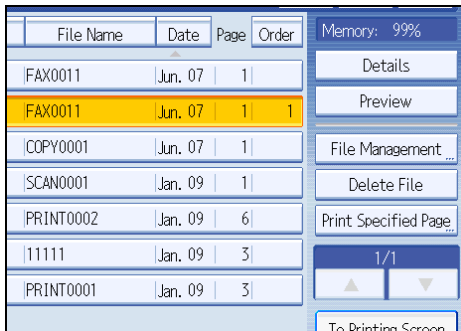 File Name Date Page Order Memory: 99%
Details
FAX0011 Jun. 07 1
Preview
FAX0011 Jun. 07 1 1
COPY0001 Jun. 07 1 File Management
SCAN0001 Jan. 09 1 Delete File
PRINT0002 Jan. 09 6 Print Specified Page
11111 Jan. 09 3 1/1
PRINT0001 Jan. 09 3
To Printing Screen